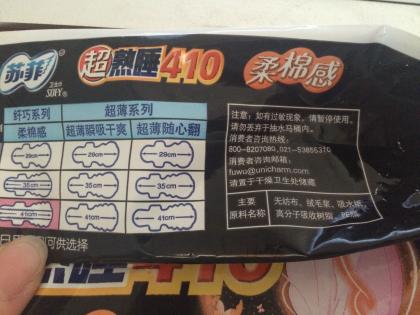 苏菲
SOFY
超熟睡410
柔棉感
纤巧系列 超薄系列
柔棉感 超薄瞬吸干爽 超薄随心翻
29cm 29cm 29cm
35cm 35cm 35cm
41cm 41cm 41cm
可供选择
注意：如有过敏现象，请暂停使用。
请勿丢弃于抽水马桶内。
消费者咨询热线：
800-8207080,021-53855310
消费者咨询邮箱：
fuwu@unicharm.com
请置于干燥卫生处储藏
主要 无纺布、绒毛浆、吸水纸、
原料名称 高分子吸收树脂、PE膜、
熟睡410